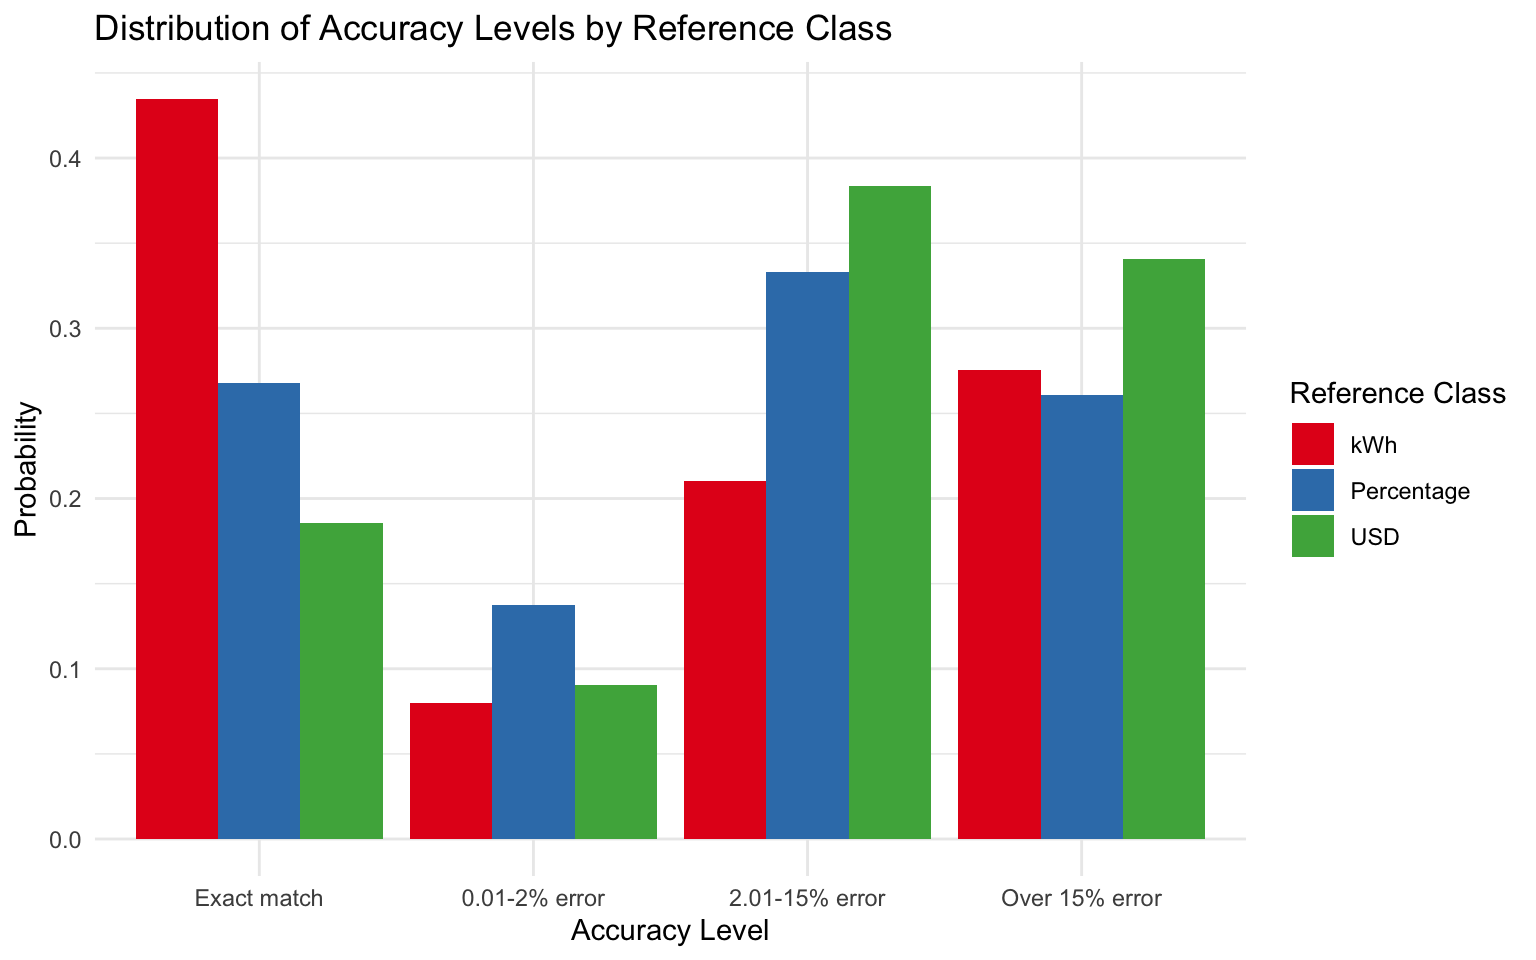 Distribution of Accuracy Levels by Reference Class
Probability
0.4
0.3
0.2
0.1
0.0
Exact match
0.01-2% error
2.01-15% error
Over 15% error
Accuracy Level
Reference Class
kWh
Percentage
USD